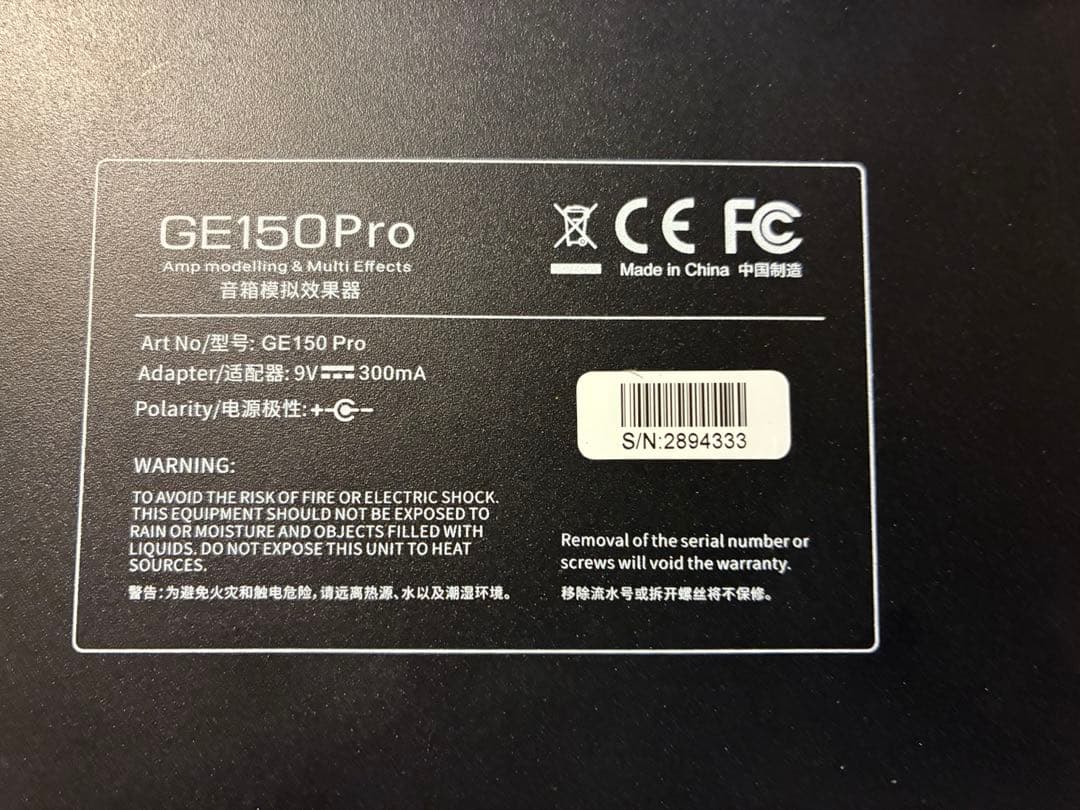 GE150Pro
Amp modelling & Multi Effects
音箱模拟效果器
CE FC
Made in China 中国制造
Art No/型号: GE150 Pro
Adapter/适配器: 9V⎓300mA
Polarity/电源极性:+-
S/N:2894333
WARNING:
TO AVOID THE RISK OF FIRE OR ELECTRIC SHOCK.
THIS EQUIPMENT SHOULD NOT BE EXPOSED TO
RAIN OR MOISTURE AND OBJECTS FILLED WITH
LIQUIDS. DO NOT EXPOSE THIS UNIT TO HEAT
SOURCES.
警告:为避免火灾和触电危险,请远离热源、水以及潮湿环境。
Removal of the serial number or
screws will void the warranty.
移除流水号或拆开螺丝将不保修。